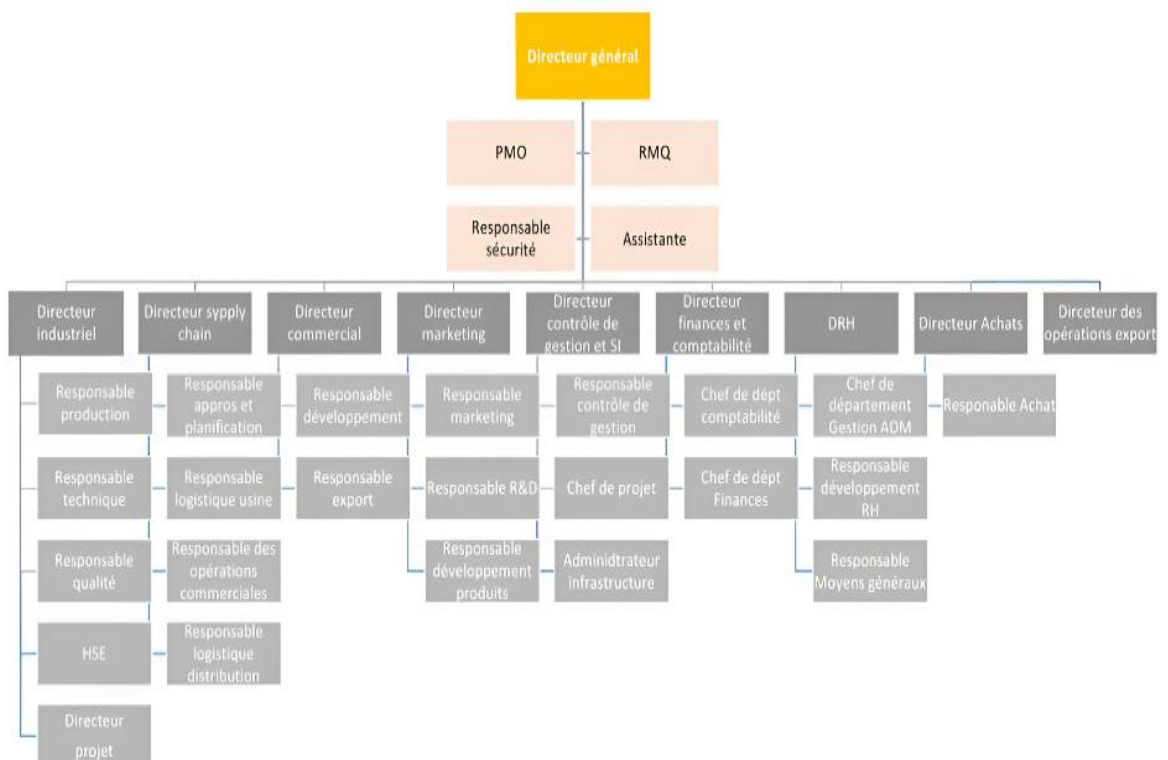 Directeur général
PMO
RMQ
Responsable
sécurité
Assistante
Directeur
industriel
Directeur sypply
chain
Directeur
commercial
Directeur
marketing
Directeur
contrôle de
gestion et SI
Directeur
finances et
comptabilité
DRH
Directeur Achats
Dirceteur des
opérations export
Responsable
production
Responsable
appros et
planification
Responsable
développement
Responsable
marketing
Responsable
contrôle de
gestion
Chef de dépt
comptabilité
Chef de
département
Gestion ADM
Responable Achat
Responsable
technique
Responsable
logistique usine
Responsable
export
Responsable R&D
Chef de projet
Chef de dépt
Finances
Responsable
développement
RH
Responsable
qualité
Responsable des
opérations
commerciales
Responsable
développement
produits
Adminidtrateur
infrastructure
Responsable
Moyens généraux
HSE
Responsable
logistique
distribution
Directeur
projet